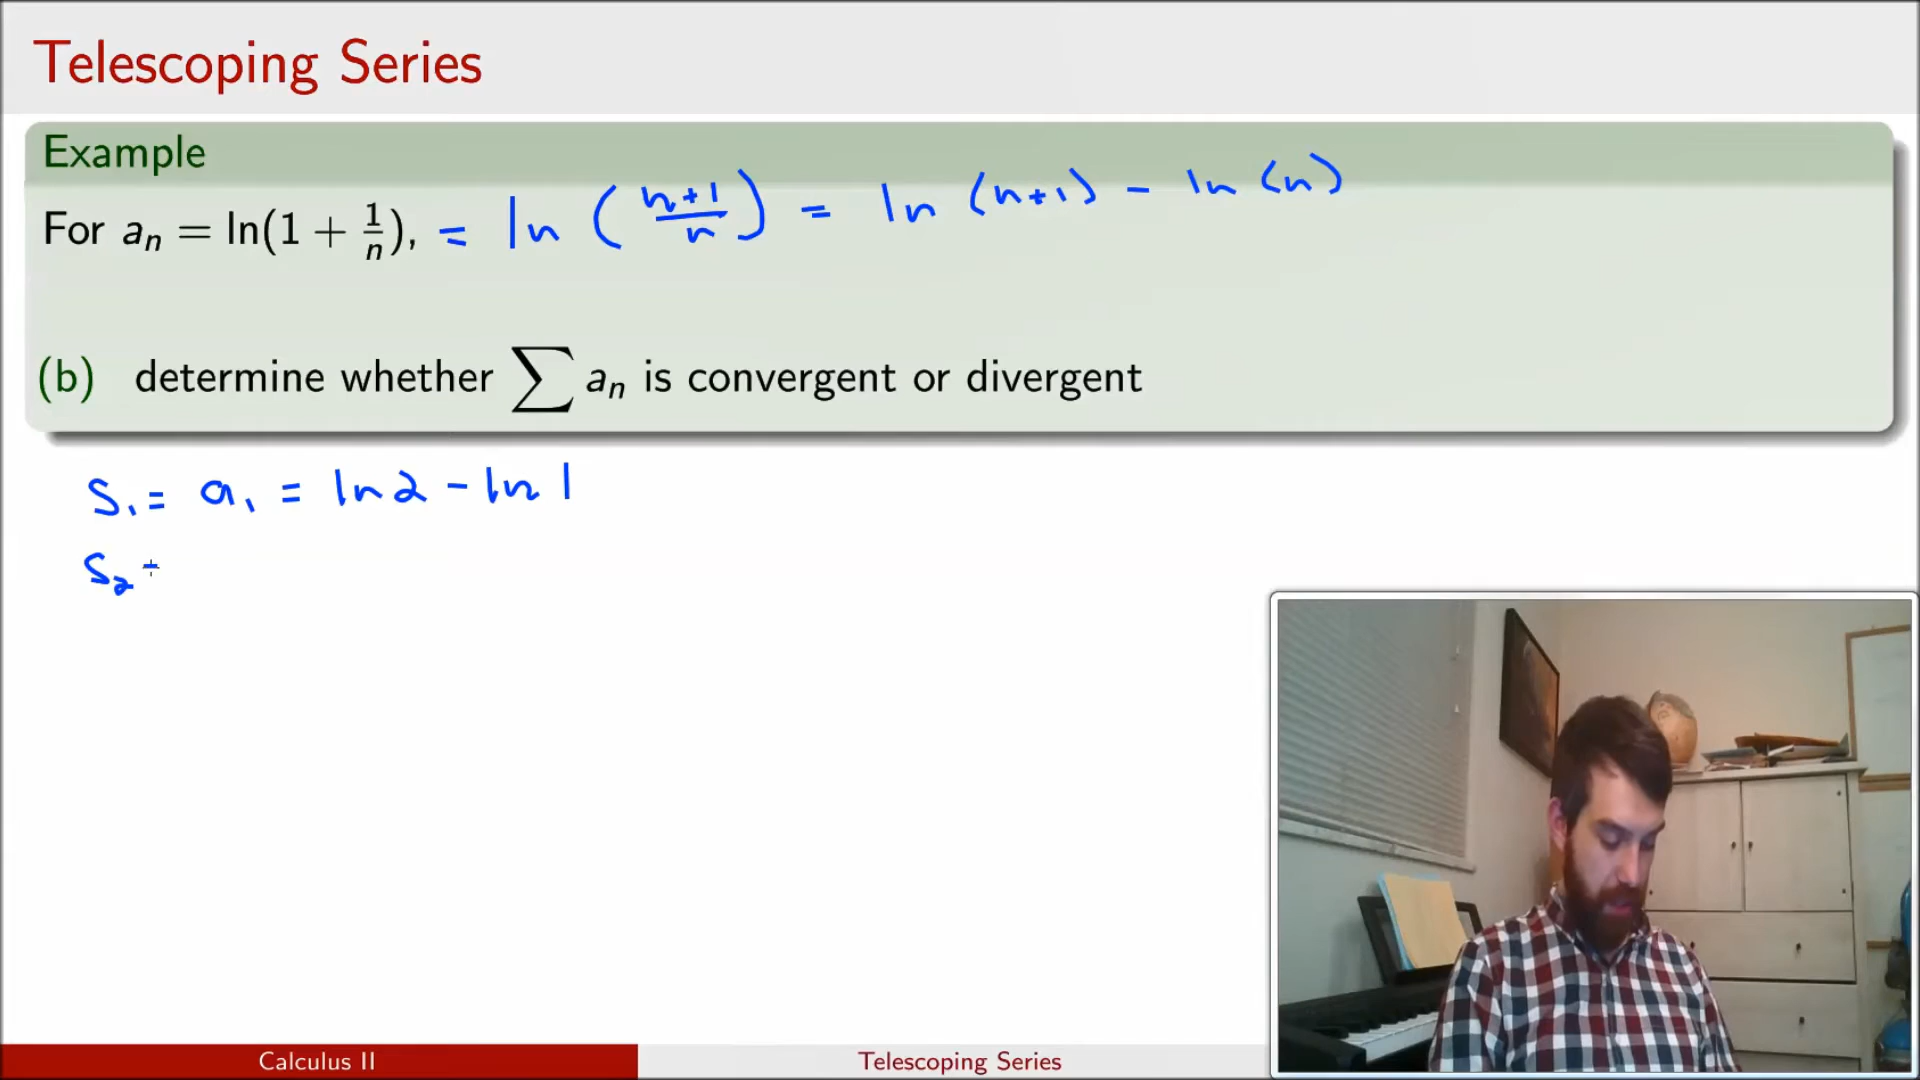 Telescoping Series
Example
For aₙ = ln(1 + 1/n), = ln ( (n+1)/n ) = ln (n+1) - ln (n)
(b) determine whether ∑ aₙ is convergent or divergent
S₁ = a₁ = ln 2 - ln 1
S₂ -
Calculus II
Telescoping Series